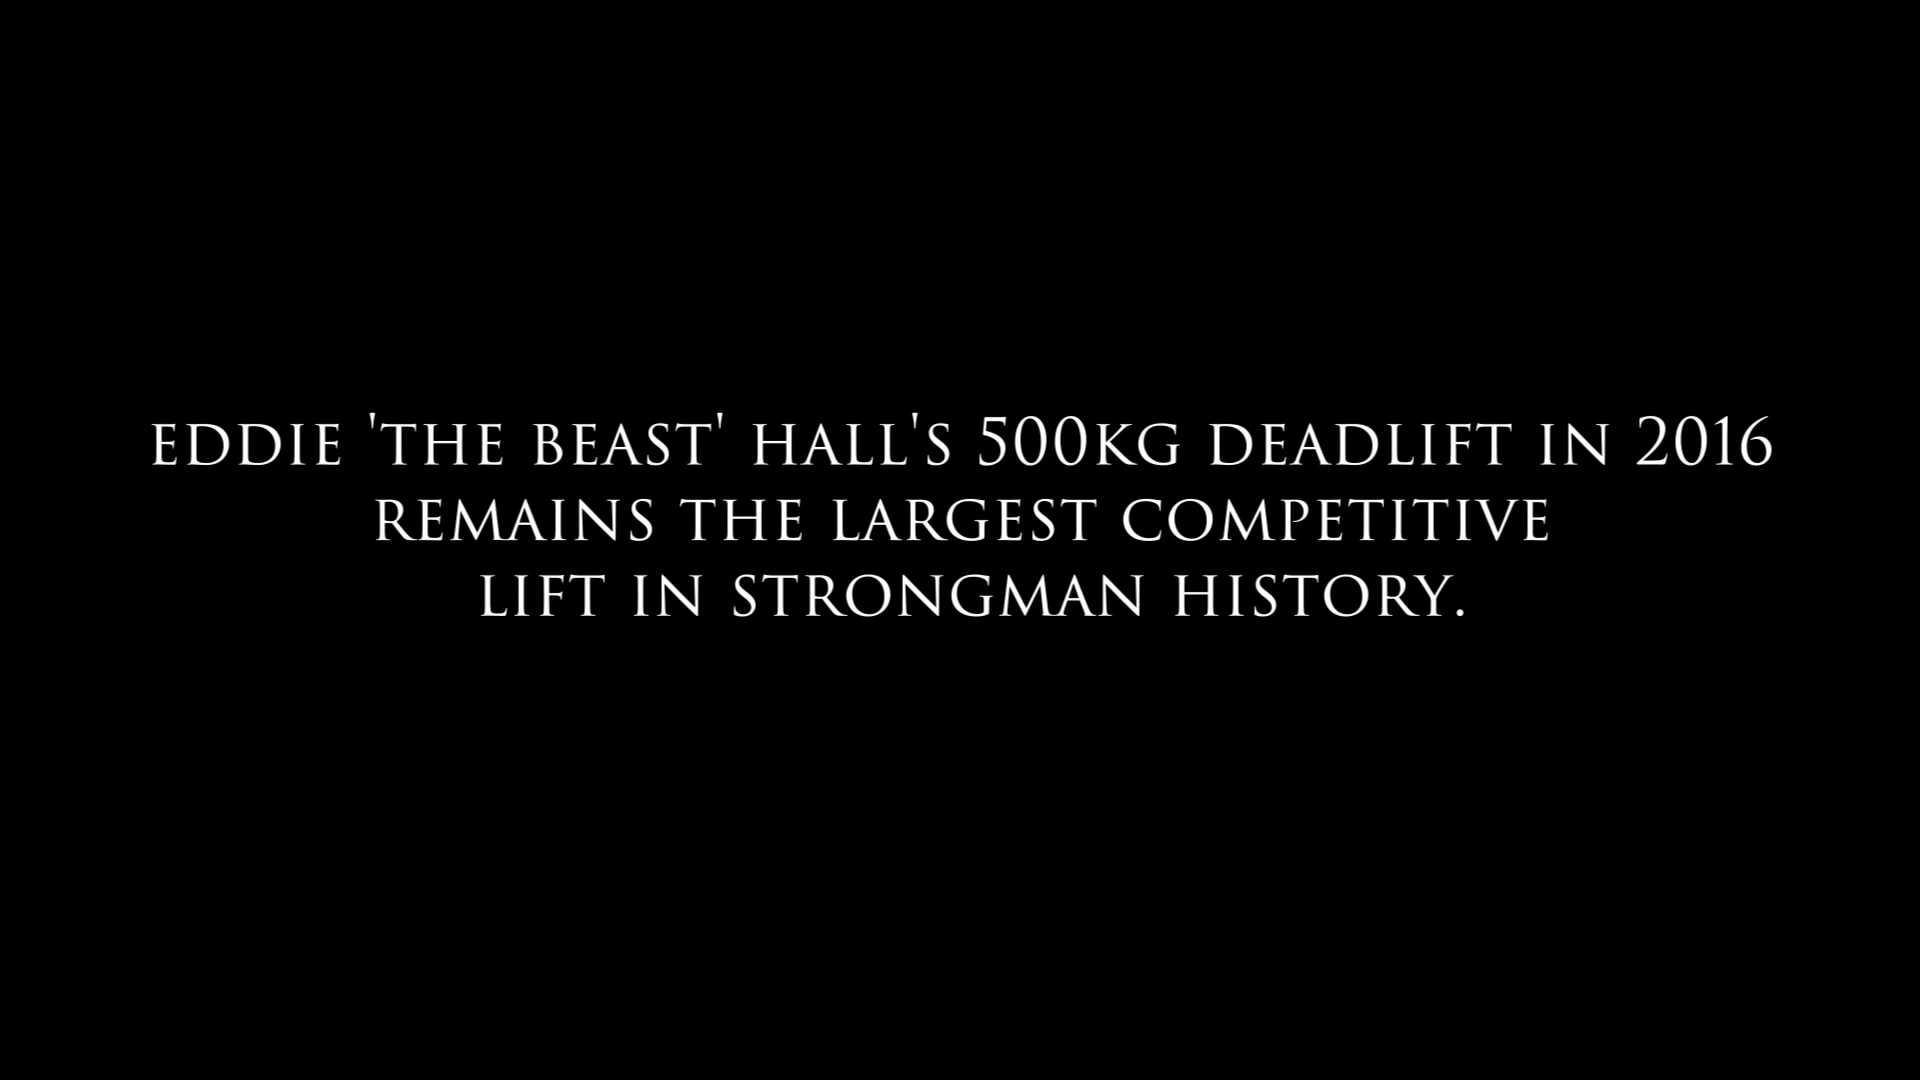 EDDIE 'THE BEAST' HALL'S 500KG DEADLIFT IN 2016
REMAINS THE LARGEST COMPETITIVE
LIFT IN STRONGMAN HISTORY.